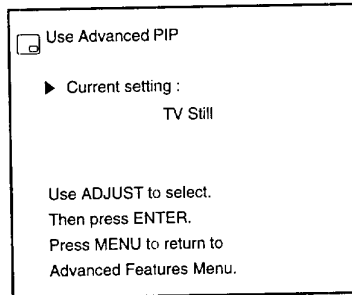 Use Advanced PIP
Current setting :
TV Still
Use ADJUST to select.
Then press ENTER.
Press MENU to return to
Advanced Features Menu.